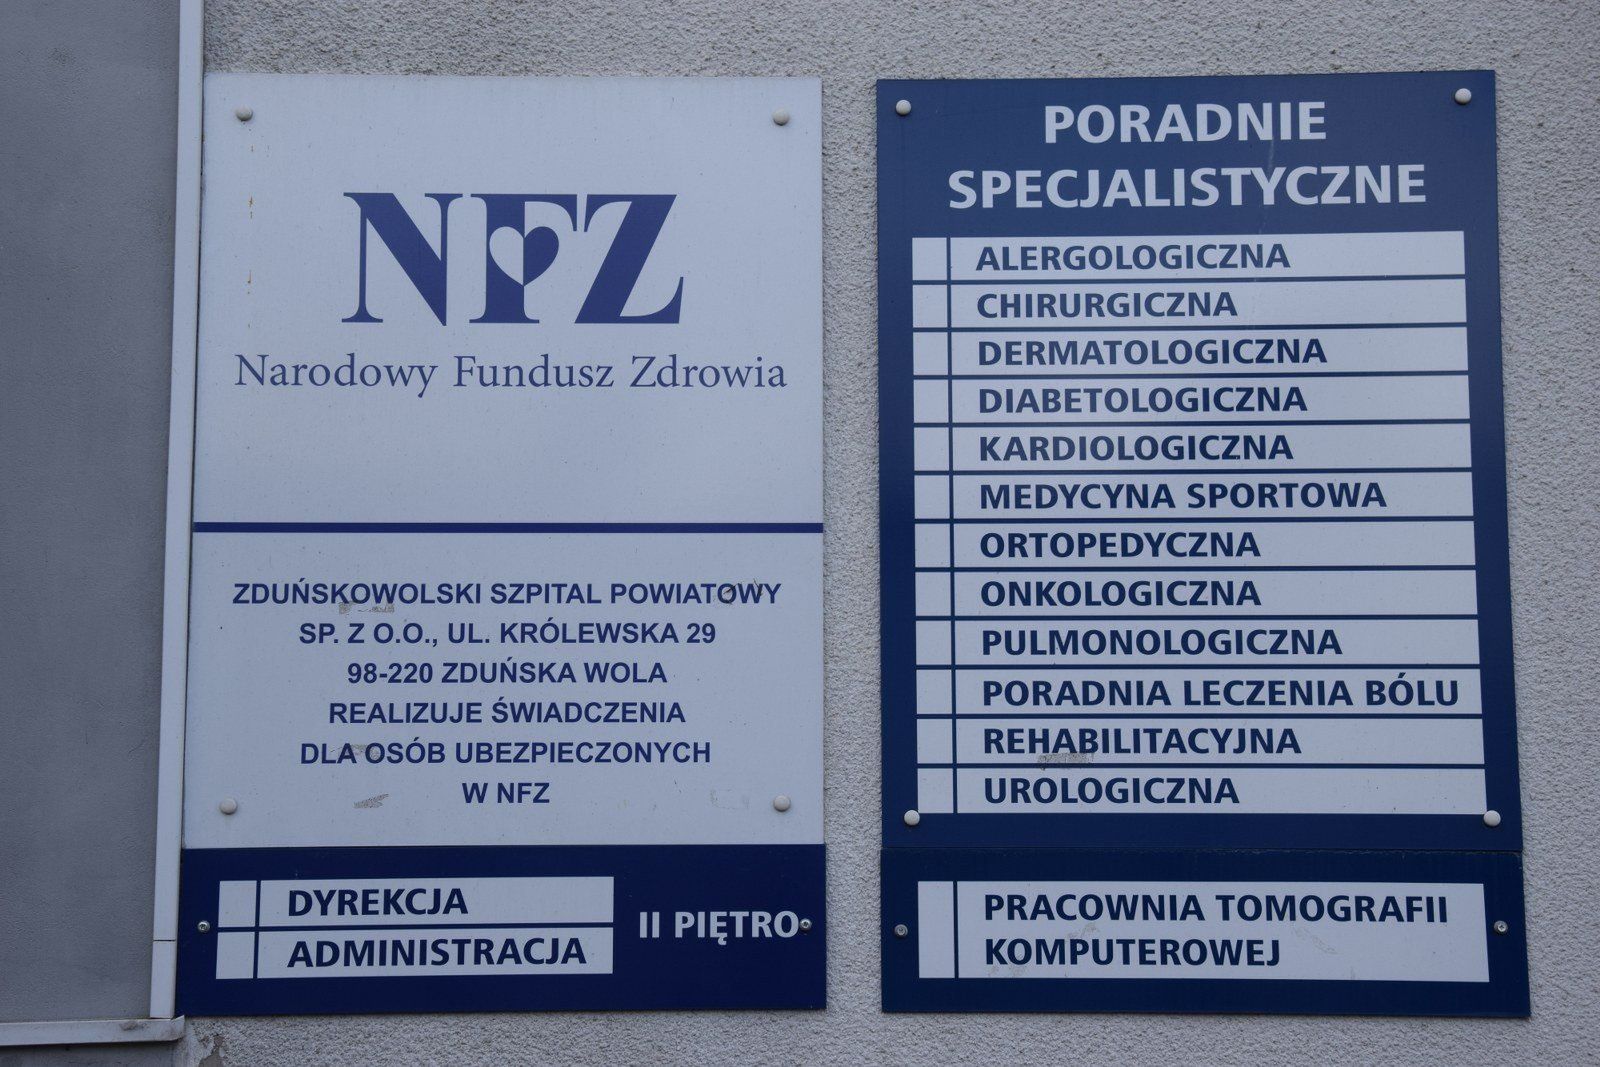 NFZ
Narodowy Fundusz Zdrowia
ZDUŃSKOWOLSKI SZPITAL POWIATOWY
SP. Z O.O., UL. KRÓLEWSKA 29
98-220 ZDUŃSKA WOLA
REALIZUJE ŚWIADCZENIA
DLA OSÓB UBEZPIECZONYCH
W NFZ
DYREKCJA
ADMINISTRACJA
II PIĘTRO
PORADNIE
SPECJALISTYCZNE
ALERGOLOGICZNA
CHIRURGICZNA
DERMATOLOGICZNA
DIABETOLOGICZNA
KARDIOLOGICZNA
MEDYCYNA SPORTOWA
ORTOPEDYCZNA
ONKOLOGICZNA
PULMONOLOGICZNA
PORADNIA LECZENIA BÓLU
REHABILITACYJNA
UROLOGICZNA
PRACOWNIA TOMOGRAFII
KOMPUTEROWEJ